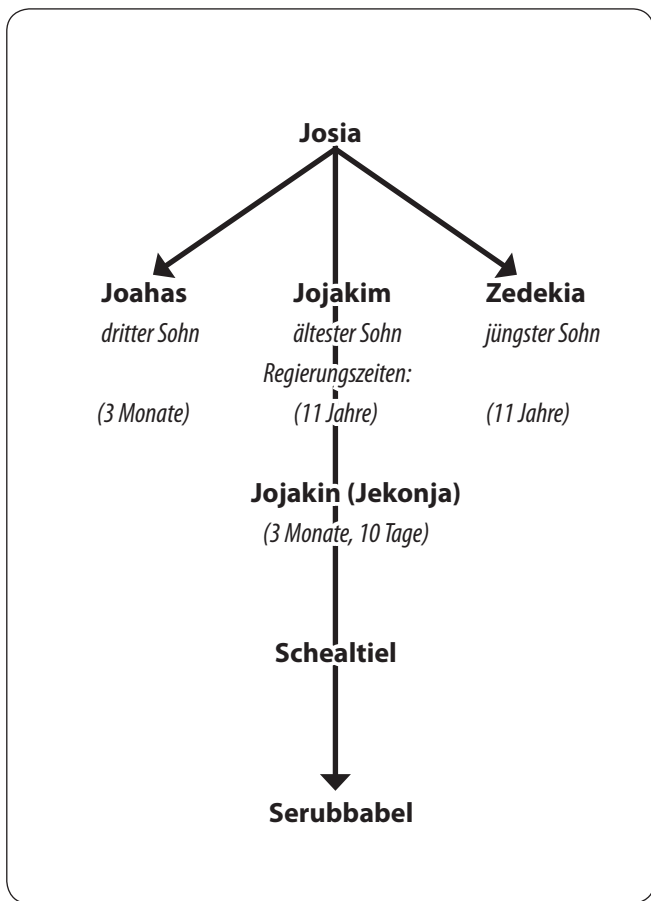 Josia
Joahas Jojakim Zedekia
dritter Sohn ältester Sohn jüngster Sohn
Regierungszeiten:
(3 Monate) (11 Jahre) (11 Jahre)
Jojakin (Jekonja)
(3 Monate, 10 Tage)
Schealtiel
Serubbabel